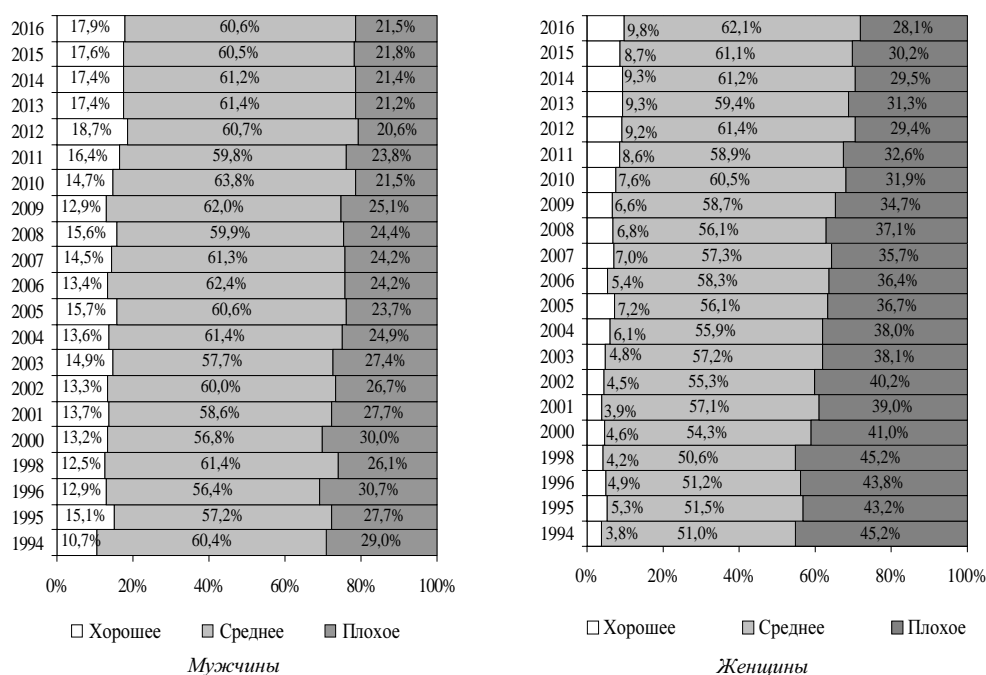 2016 17,9% 60,6% 21,5%
2015 17,6% 60,5% 21,8%
2014 17,4% 61,2% 21,4%
2013 17,4% 61,4% 21,2%
2012 18,7% 60,7% 20,6%
2011 16,4% 59,8% 23,8%
2010 14,7% 63,8% 21,5%
2009 12,9% 62,0% 25,1%
2008 15,6% 59,9% 24,4%
2007 14,5% 61,3% 24,2%
2006 13,4% 62,4% 24,2%
2005 15,7% 60,6% 23,7%
2004 13,6% 61,4% 24,9%
2003 14,9% 57,7% 27,4%
2002 13,3% 60,0% 26,7%
2001 13,7% 58,6% 27,7%
2000 13,2% 56,8% 30,0%
1998 12,5% 61,4% 26,1%
1996 12,9% 56,4% 30,7%
1995 15,1% 57,2% 27,7%
1994 10,7% 60,4% 29,0%
0% 20% 40% 60% 80% 100%
Хорошее Среднее Плохое
Мужчины
2016 9,8% 62,1% 28,1%
2015 8,7% 61,1% 30,2%
2014 9,3% 61,2% 29,5%
2013 9,3% 59,4% 31,3%
2012 9,2% 61,4% 29,4%
2011 8,6% 58,9% 32,6%
2010 7,6% 60,5% 31,9%
2009 6,6% 58,7% 34,7%
2008 6,8% 56,1% 37,1%
2007 7,0% 57,3% 35,7%
2006 5,4% 58,3% 36,4%
2005 7,2% 56,1% 36,7%
2004 6,1% 55,9% 38,0%
2003 4,8% 57,2% 38,1%
2002 4,5% 55,3% 40,2%
2001 3,9% 57,1% 39,0%
2000 4,6% 54,3% 41,0%
1998 4,2% 50,6% 45,2%
1996 4,9% 51,2% 43,8%
1995 5,3% 51,5% 43,2%
1994 3,8% 51,0% 45,2%
0% 20% 40% 60% 80% 100%
Хорошее Среднее Плохое
Женщины